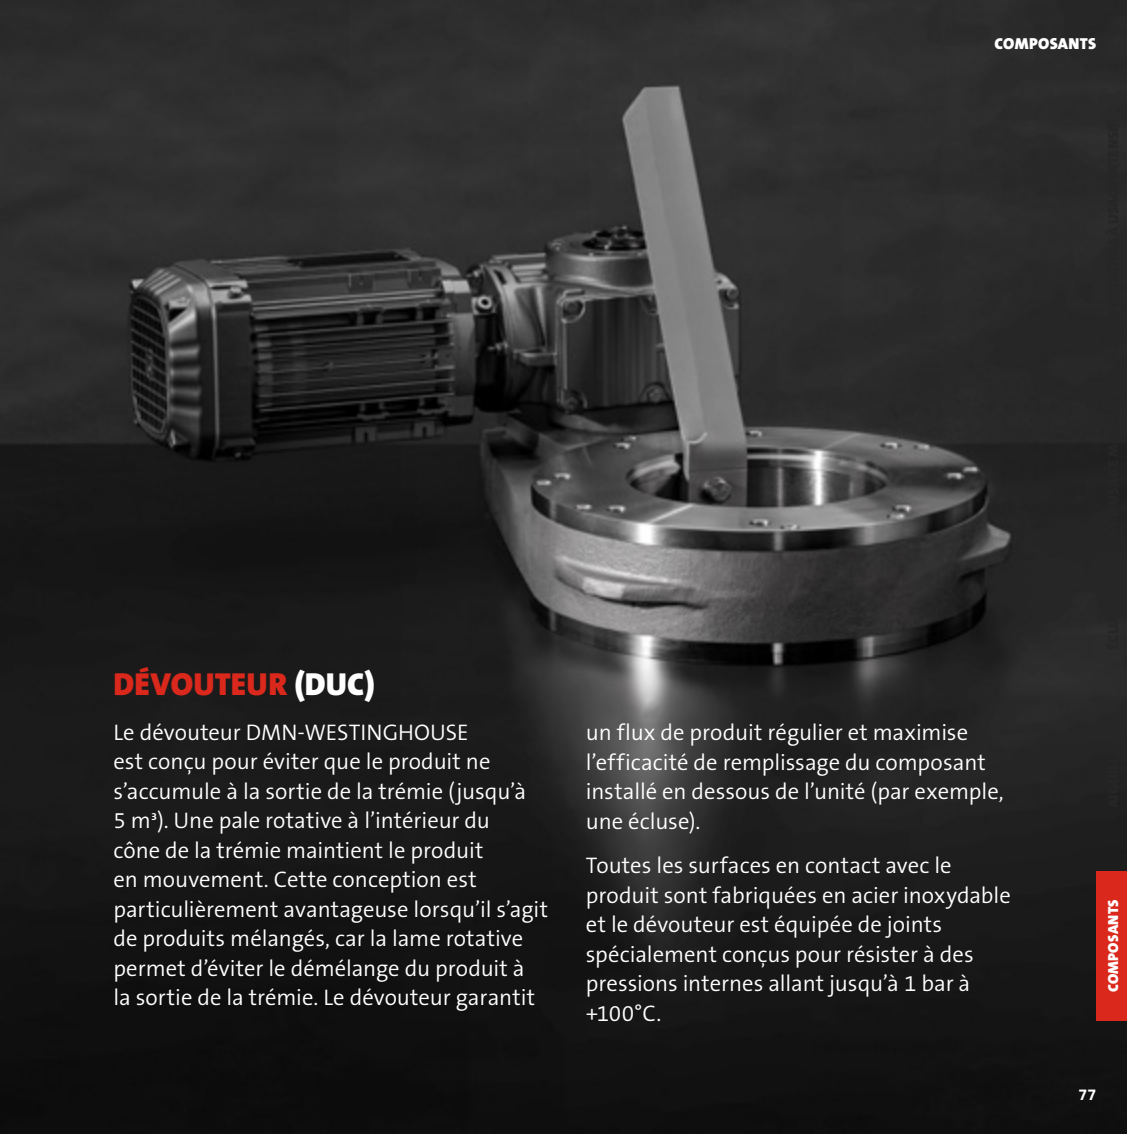 COMPOSANTS
DÉVOUTEUR (DUC)
Le dévouteur DMN-WESTINGHOUSE
est conçu pour éviter que le produit ne
s’accumule à la sortie de la trémie (jusqu’à
5 m³). Une pale rotative à l’intérieur du
cône de la trémie maintient le produit
en mouvement. Cette conception est
particulièrement avantageuse lorsqu’il s’agit
de produits mélangés, car la lame rotative
permet d’éviter le démélange du produit à
la sortie de la trémie. Le dévouteur garantit
un flux de produit régulier et maximise
l’efficacité de remplissage du composant
installé en dessous de l’unité (par exemple,
une écluse).
Toutes les surfaces en contact avec le
produit sont fabriquées en acier inoxydable
et le dévouteur est équipée de joints
spécialement conçus pour résister à des
pressions internes allant jusqu’à 1 bar à
+100°C.
COMPOSANTS
77